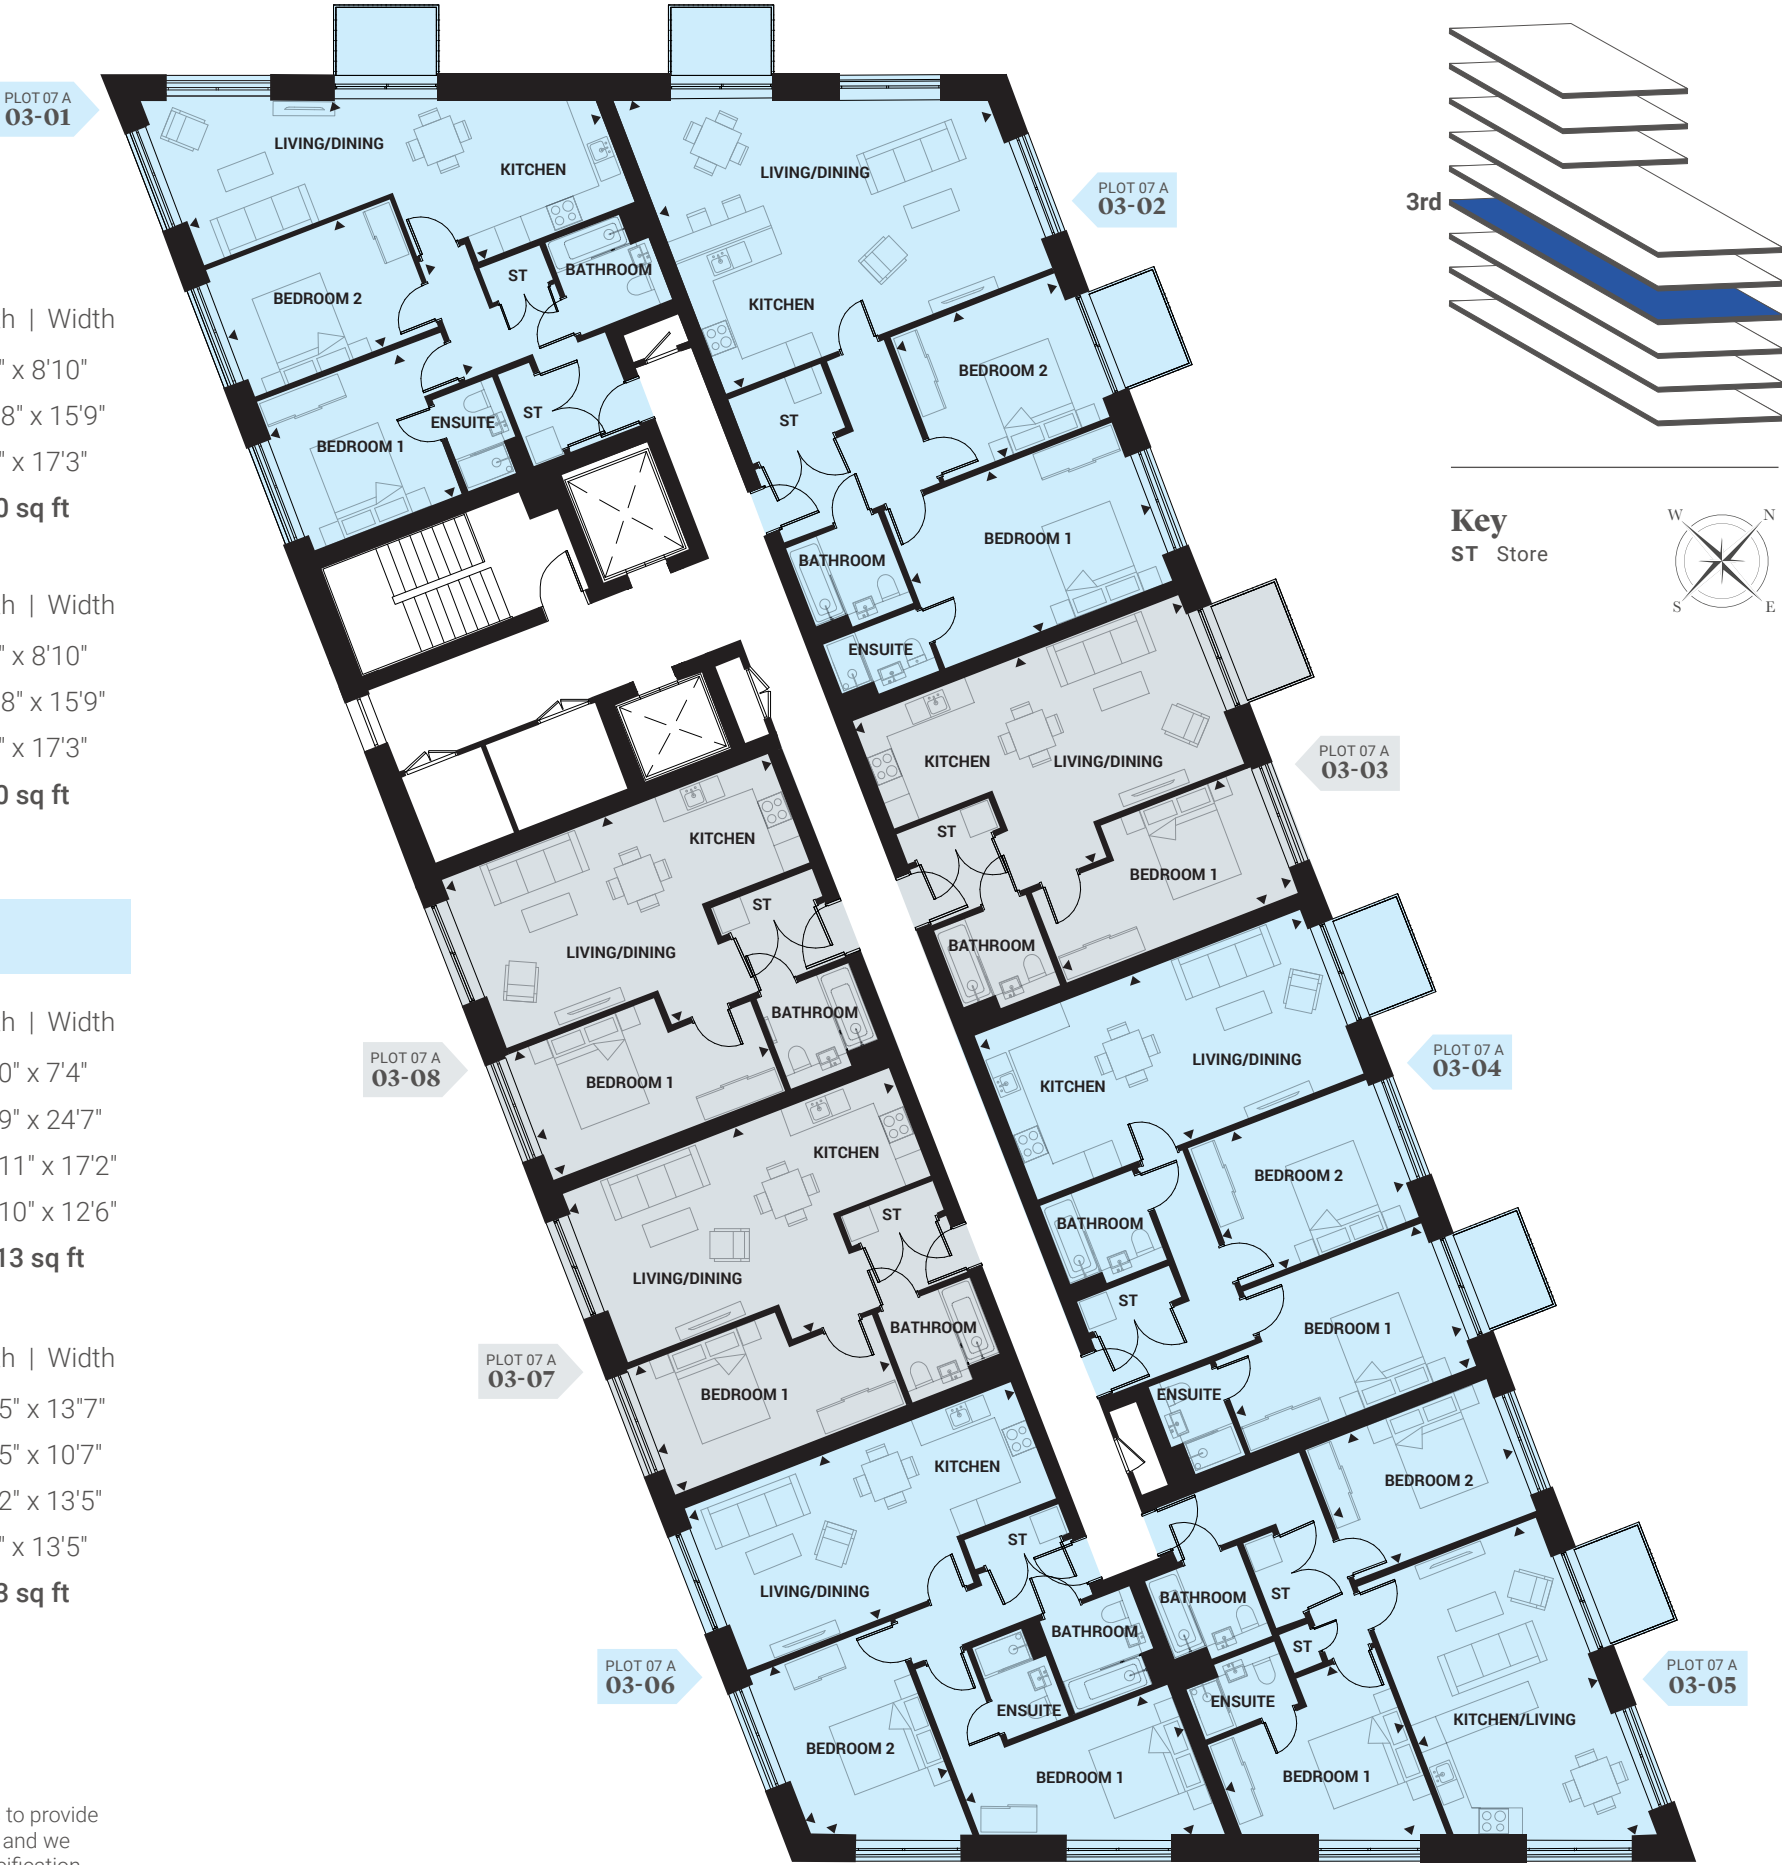 PLOT 07 A
03-01
LIVING/DINING
KITCHEN
BEDROOM 2
ST
BATHROOM
BEDROOM 1
ENSUITE
ST
LIVING/DINING
KITCHEN
PLOT 07 A
03-02
BEDROOM 2
ST
BEDROOM 1
BATHROOM
ENSUITE
3rd
Key
ST Store
W
N
S
E
h | Width
" x 8'10"
8" x 15'9"
" x 17'3"
0 sq ft
h | Width
" x 8'10"
8" x 15'9"
" x 17'3"
0 sq ft
h | Width
0" x 7'4"
9" x 24'7"
11" x 17'2"
10" x 12'6"
13 sq ft
h | Width
5" x 13"7"
5" x 10'7"
2" x 13'5"
" x 13'5"
3 sq ft
to provide
and we
cification
KITCHEN
LIVING/DINING
PLOT 07 A
03-03
ST
BEDROOM 1
BATHROOM
KITCHEN
ST
LIVING/DINING
BATHROOM
PLOT 07 A
03-08
BEDROOM 1
LIVING/DINING
KITCHEN
PLOT 07 A
03-04
BEDROOM 2
BATHROOM
ST
BEDROOM 1
ENSUITE
KITCHEN
ST
LIVING/DINING
BATHROOM
PLOT 07 A
03-07
BEDROOM 1
KITCHEN
ST
LIVING/DINING
BATHROOM
PLOT 07 A
03-06
ENSUITE
BEDROOM 2
BEDROOM 1
BEDROOM 2
BATHROOM
ST
ST
ENSUITE
PLOT 07 A
03-05
KITCHEN/LIVING
BEDROOM 1